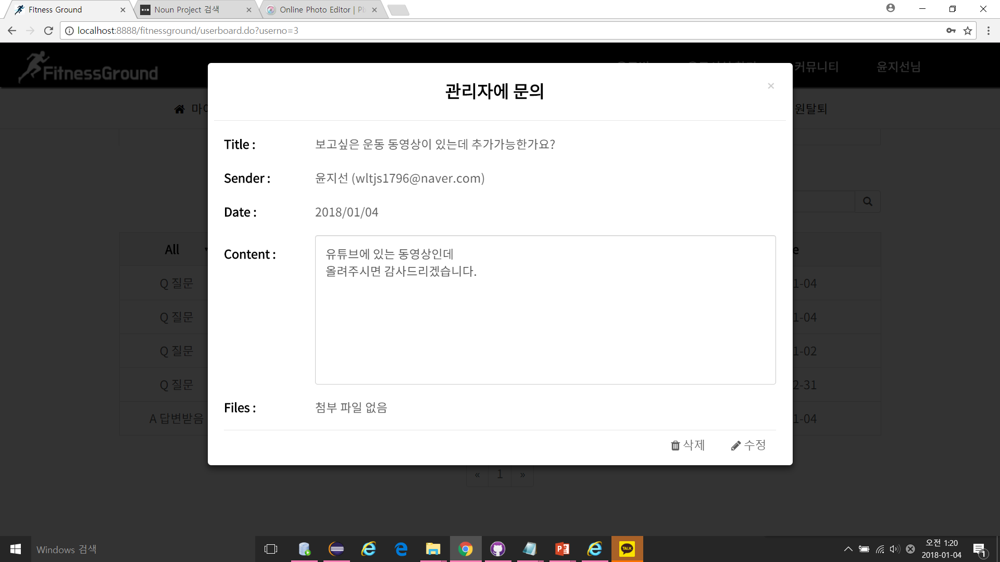 Fitness Ground
Noun Project 검색
Online Photo Editor | Pi
localhost:8888/fitnessground/userboard.do?userno=3
FitnessGround
커뮤니티
윤지선님
원탈퇴
관리자에 문의
×
Title :
보고싶은 운동 동영상이 있는데 추가가능한가요?
Sender :
윤지선 (wltjs1796@naver.com)
Date :
2018/01/04
Content :
유튜브에 있는 동영상인데
올려주시면 감사드리겠습니다.
Files :
첨부 파일 없음
삭제
수정
All
e
Q 질문
1-04
Q 질문
1-04
Q 질문
1-02
Q 질문
2-31
A 답변받음
1-04
« 1 »
Windows 검색
TALK
오전 1:20
2018-01-04
1